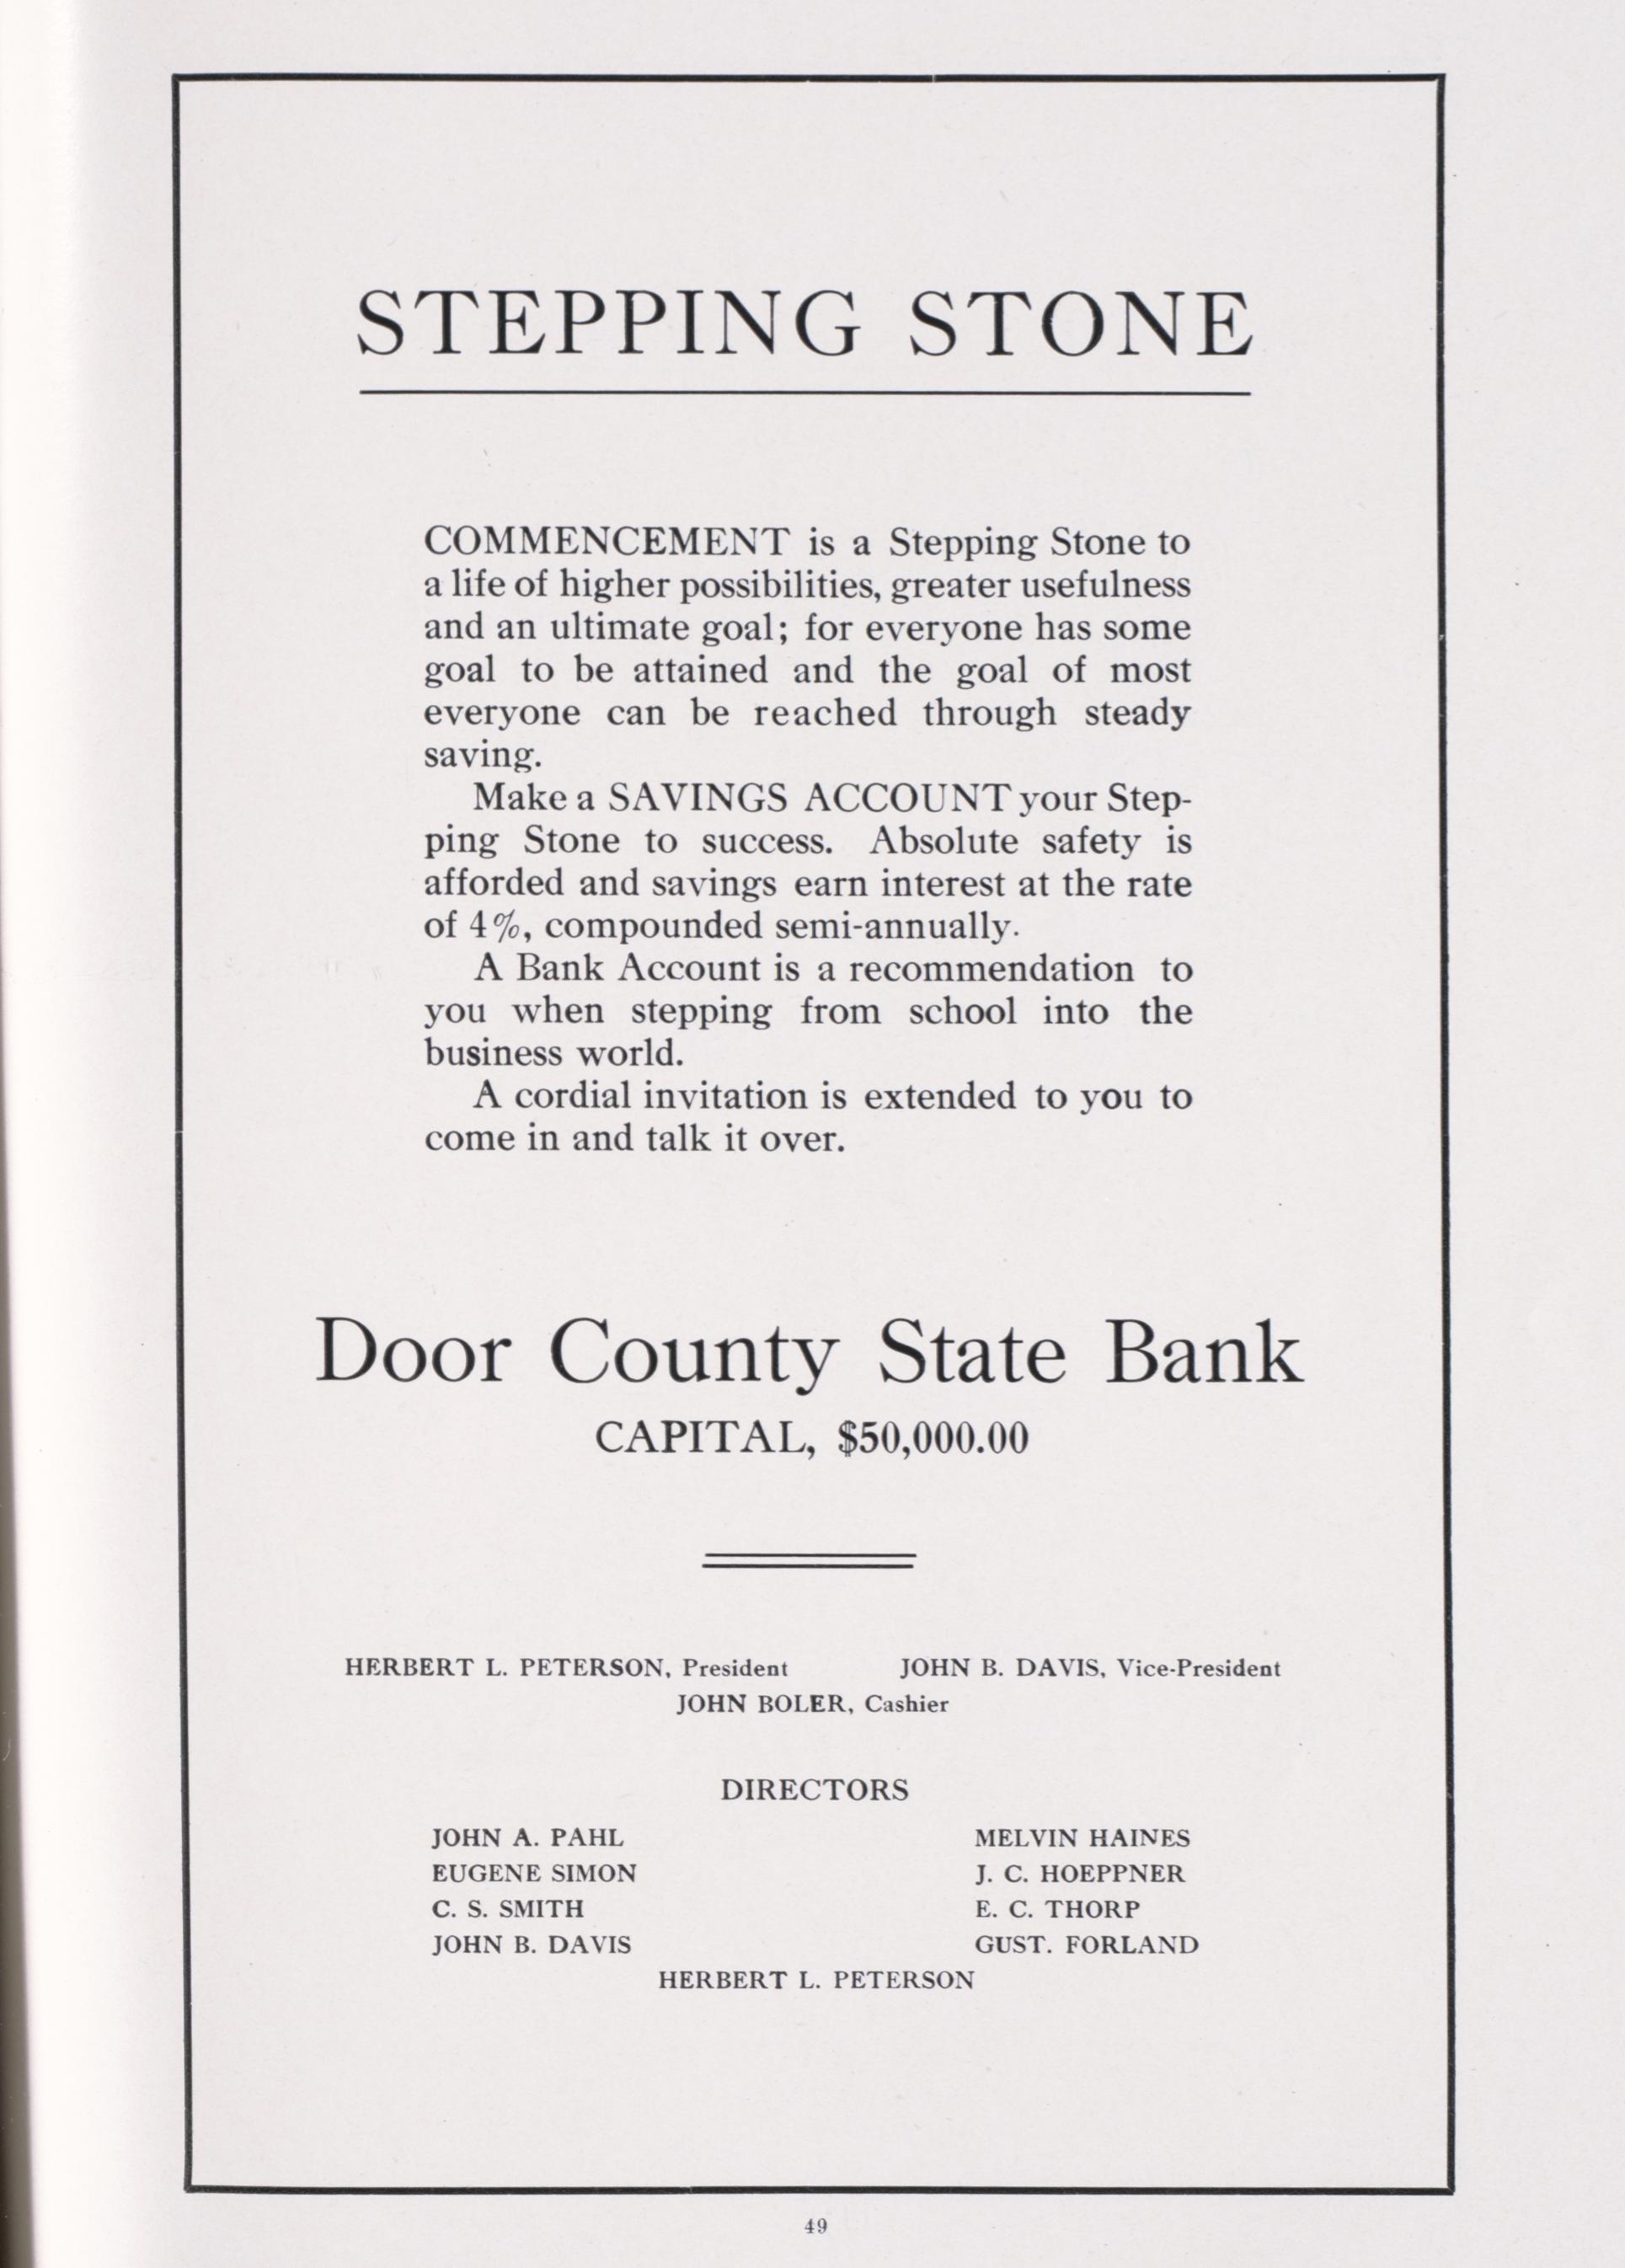 STEPPING STONE
COMMENCEMENT is a Stepping Stone to
a life of higher possibilities, greater usefulness
and an ultimate goal; for everyone has some
goal to be attained and the goal of most
everyone can be reached through steady
saving.
Make a SAVINGS ACCOUNT your Step-
ping Stone to success. Absolute safety is
afforded and savings earn interest at the rate
of 4%, compounded semi-annually.
A Bank Account is a recommendation to
you when stepping from school into the
business world.
A cordial invitation is extended to you to
come in and talk it over.
Door County State Bank
CAPITAL, $50,000.00
HERBERT L. PETERSON, President JOHN B. DAVIS, Vice-President
JOHN BOLER, Cashier
DIRECTORS
JOHN A. PAHL MELVIN HAINES
EUGENE SIMON J. C. HOEPPNER
C. S. SMITH E. C. THORP
JOHN B. DAVIS GUST. FORLAND
HERBERT L. PETERSON
49